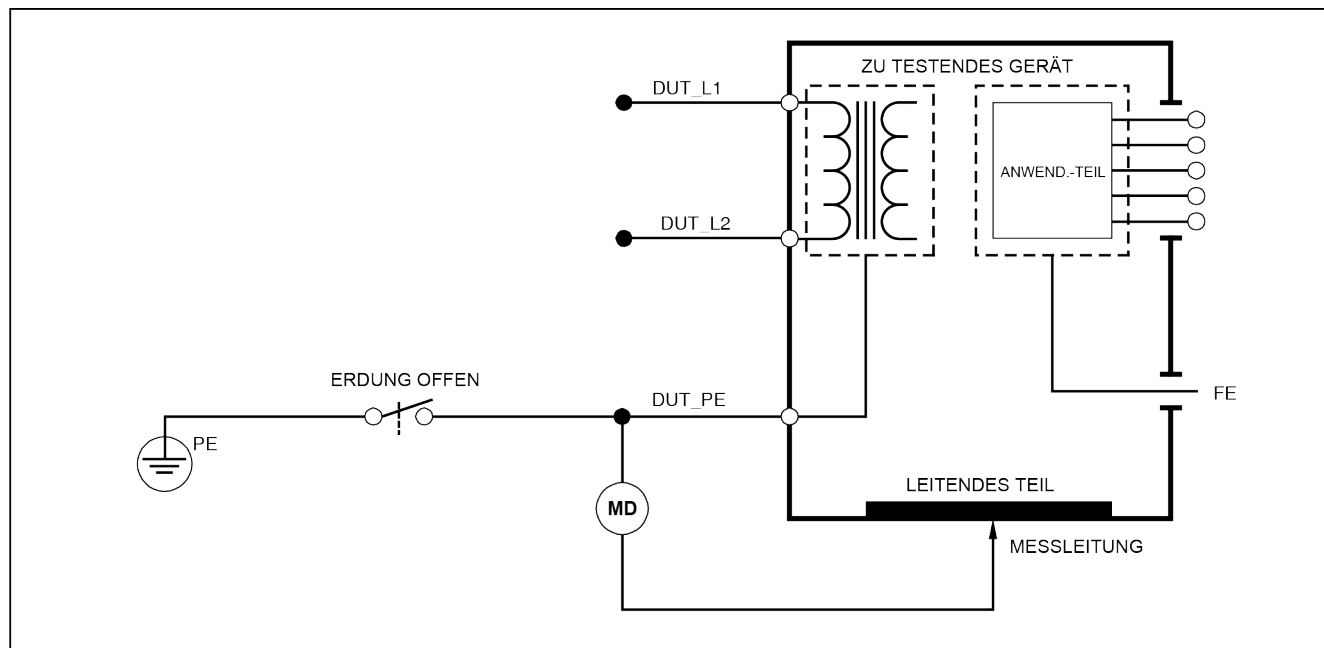 ZU TESTENDES GERÄT
DUT_L1
ANWEND.-TEIL
DUT_L2
ERDUNG OFFEN
DUT_PE
FE
PE
LEITENDES TEIL
MD
MESSLEITUNG